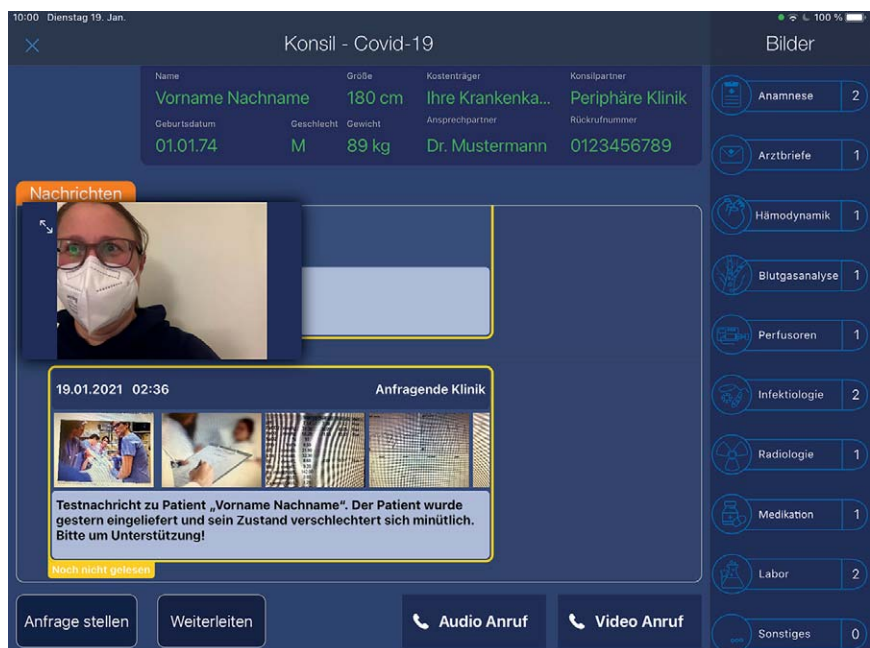 10:00 Dienstag 19. Jan.
100 %
Konsil - Covid-19
Bilder
Name
Größe
Kostenträger
Konsilpartner
Vorname Nachname
180 cm
Ihre Krankenka...
Periphäre Klinik
Geburtsdatum
Geschlecht
Gewicht
Ansprechpartner
Rückrufnummer
01.01.74
M
89 kg
Dr. Mustermann
0123456789
Nachrichten
19.01.2021 02:36
Anfragende Klinik
Testnachricht zu Patient „Vorname Nachname“. Der Patient wurde
gestern eingeliefert und sein Zustand verschlechtert sich minütlich.
Bitte um Unterstützung!
Noch nicht gelesen
Anfrage stellen
Weiterleiten
Audio Anruf
Video Anruf
Anamnese 2
Arztbriefe 1
Hämodynamik 1
Blutgasanalyse 1
Perfusoren 1
Infektiologie 2
Radiologie 1
Medikation 1
Labor 2
Sonstiges 0